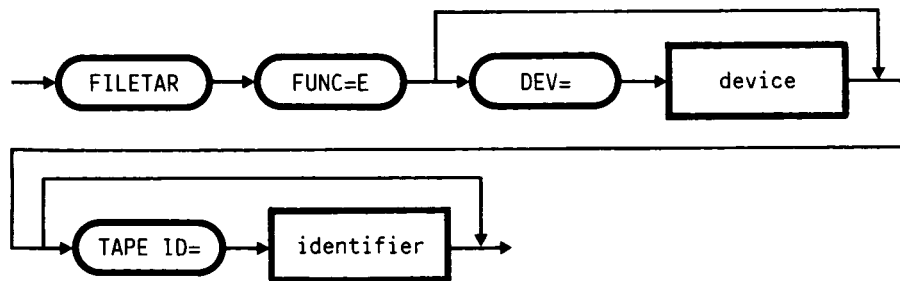 FILETAR FUNC=E DEV= device
TAPE ID= identifier